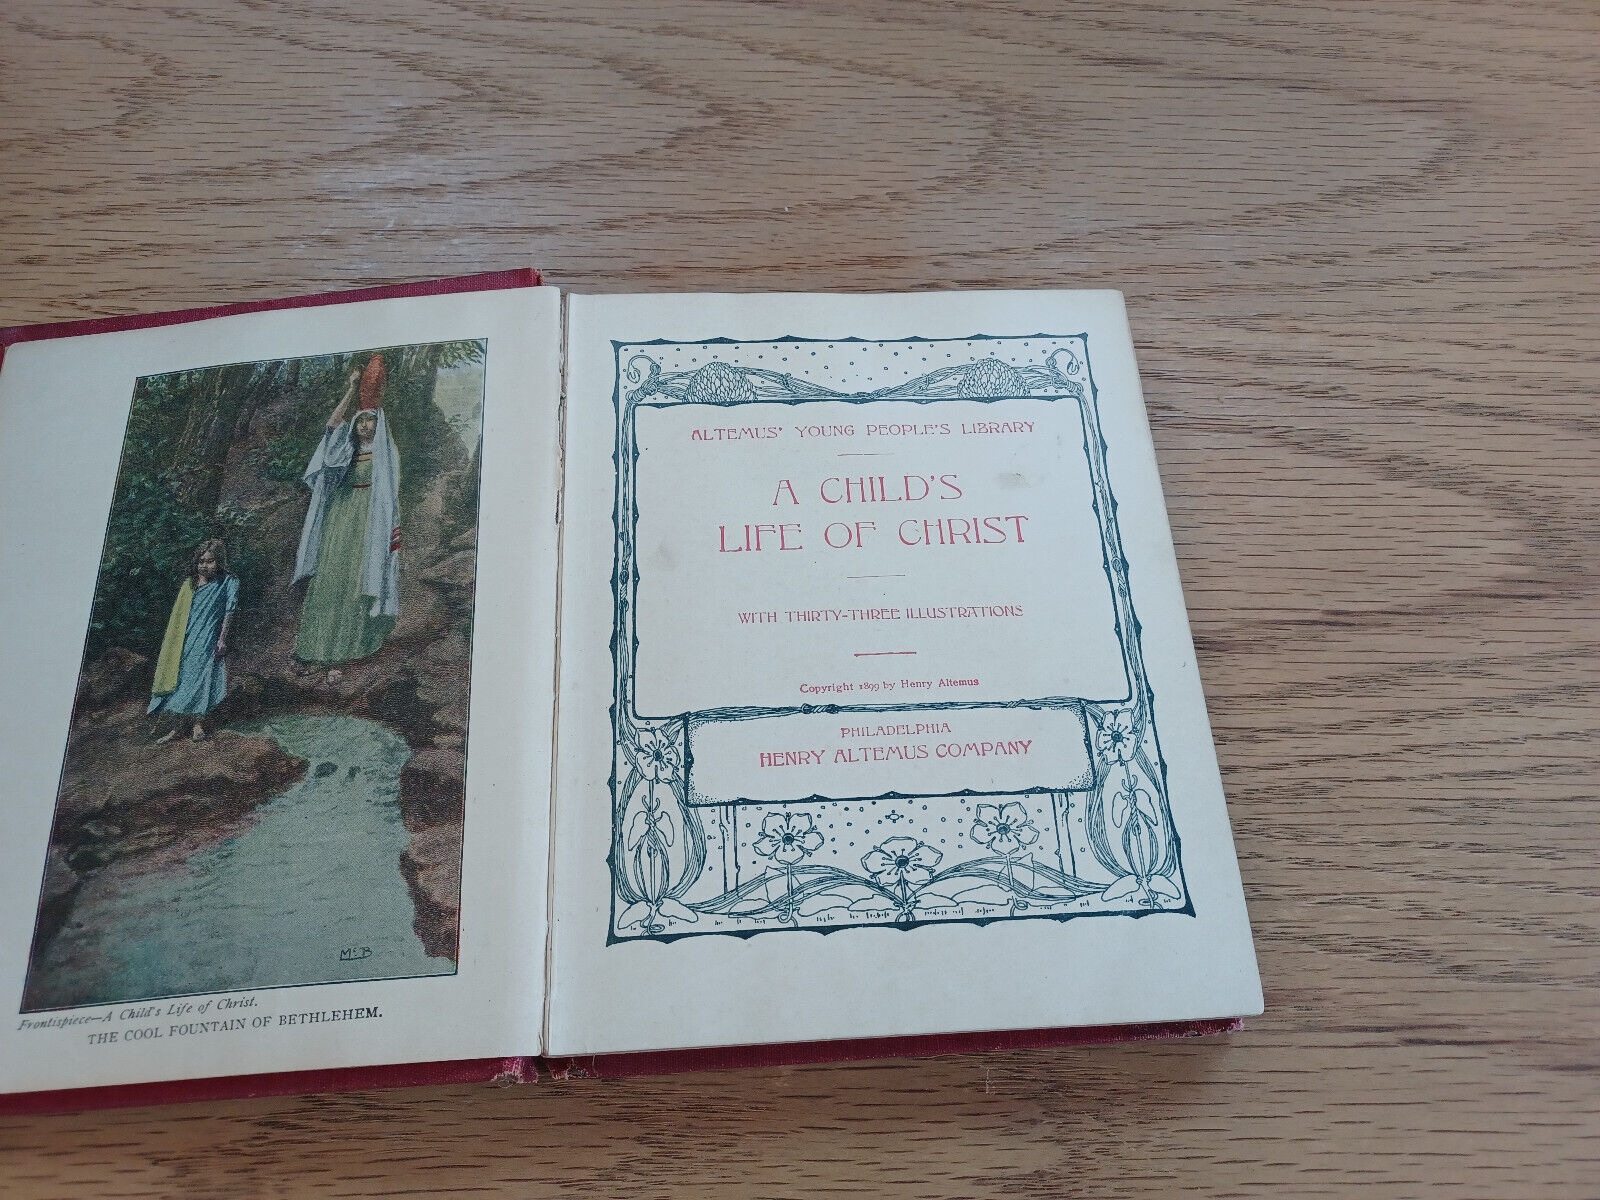 McB
Frontispiece—A Child's Life of Christ.
THE COOL FOUNTAIN OF BETHLEHEM.
ALTEMUS' YOUNG PEOPLE'S LIBRARY
A CHILD'S
LIFE OF CHRIST
WITH THIRTY-THREE ILLUSTRATIONS
Copyright 1899 by Henry Altemus
PHILADELPHIA
HENRY ALTEMUS COMPANY